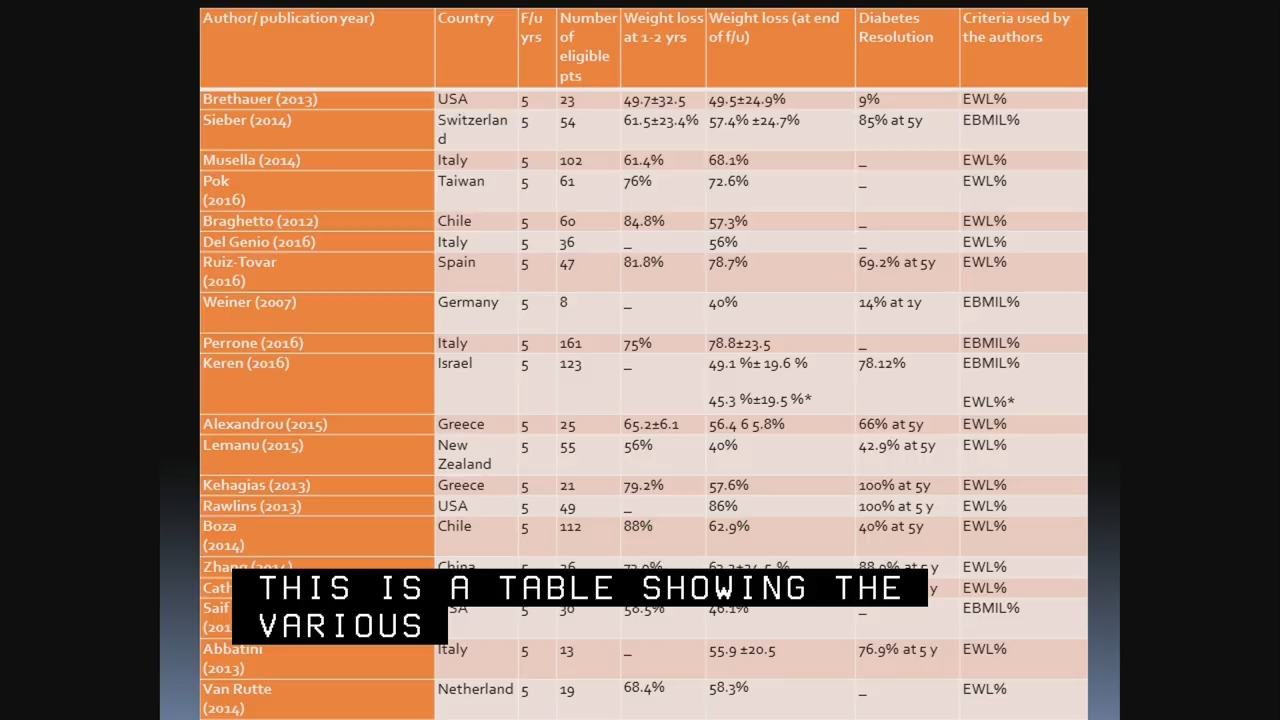 Author/ publication year) Country F/u yrs Number of eligible pts Weight loss at 1-2 yrs Weight loss (at end of f/u) Diabetes Resolution Criteria used by the authors
Brethauer (2013) USA 5 23 49.7±32.5 49.5±24.9% 9% EWL%
Sieber (2014) Switzerlan d 5 54 61.5±23.4% 57.4% ±24.7% 85% at 5y EBMIL%
Musella (2014) Italy 5 102 61.4% 68.1% _ EWL%
Pok (2016) Taiwan 5 61 76% 72.6% _ EWL%
Braghetto (2012) Chile 5 60 84.8% 57.3% _ EWL%
Del Genio (2016) Italy 5 36 _ 56% _ EWL%
Ruiz-Tovar (2016) Spain 5 47 81.8% 78.7% 69.2% at 5y EWL%
Weiner (2007) Germany 5 8 _ 40% 14% at 1y EBMIL%
Perrone (2016) Italy 5 161 75% 78.8±23.5 _ EBMIL%
Keren (2016) Israel 5 123 _ 49.1 %± 19.6 % 78.12% EBMIL%
45.3 %±19.5 %* EWL%*
Alexandrou (2015) Greece 5 25 65.2±6.1 56.4 6 5.8% 66% at 5y EWL%
Lemanu (2015) New Zealand 5 55 56% 40% 42.9% at 5y EWL%
Kehagias (2013) Greece 5 21 79.2% 57.6% 100% at 5y EWL%
Rawlins (2013) USA 5 49 _ 86% 100% at 5 y EWL%
Boza (2014) Chile 5 112 88% 62.9% 40% at 5y EWL%
Zhang (2014) China 5 26 EWL%
EWL%
Saif 5 30 58.5% 46.1% _ EBMIL%
THIS IS A TABLE SHOWING THE
VARIOUS
Abbatini (2013) Italy 5 13 _ 55.9 ±20.5 76.9% at 5 y EWL%
Van Rutte (2014) Netherland 5 19 68.4% 58.3% _ EWL%